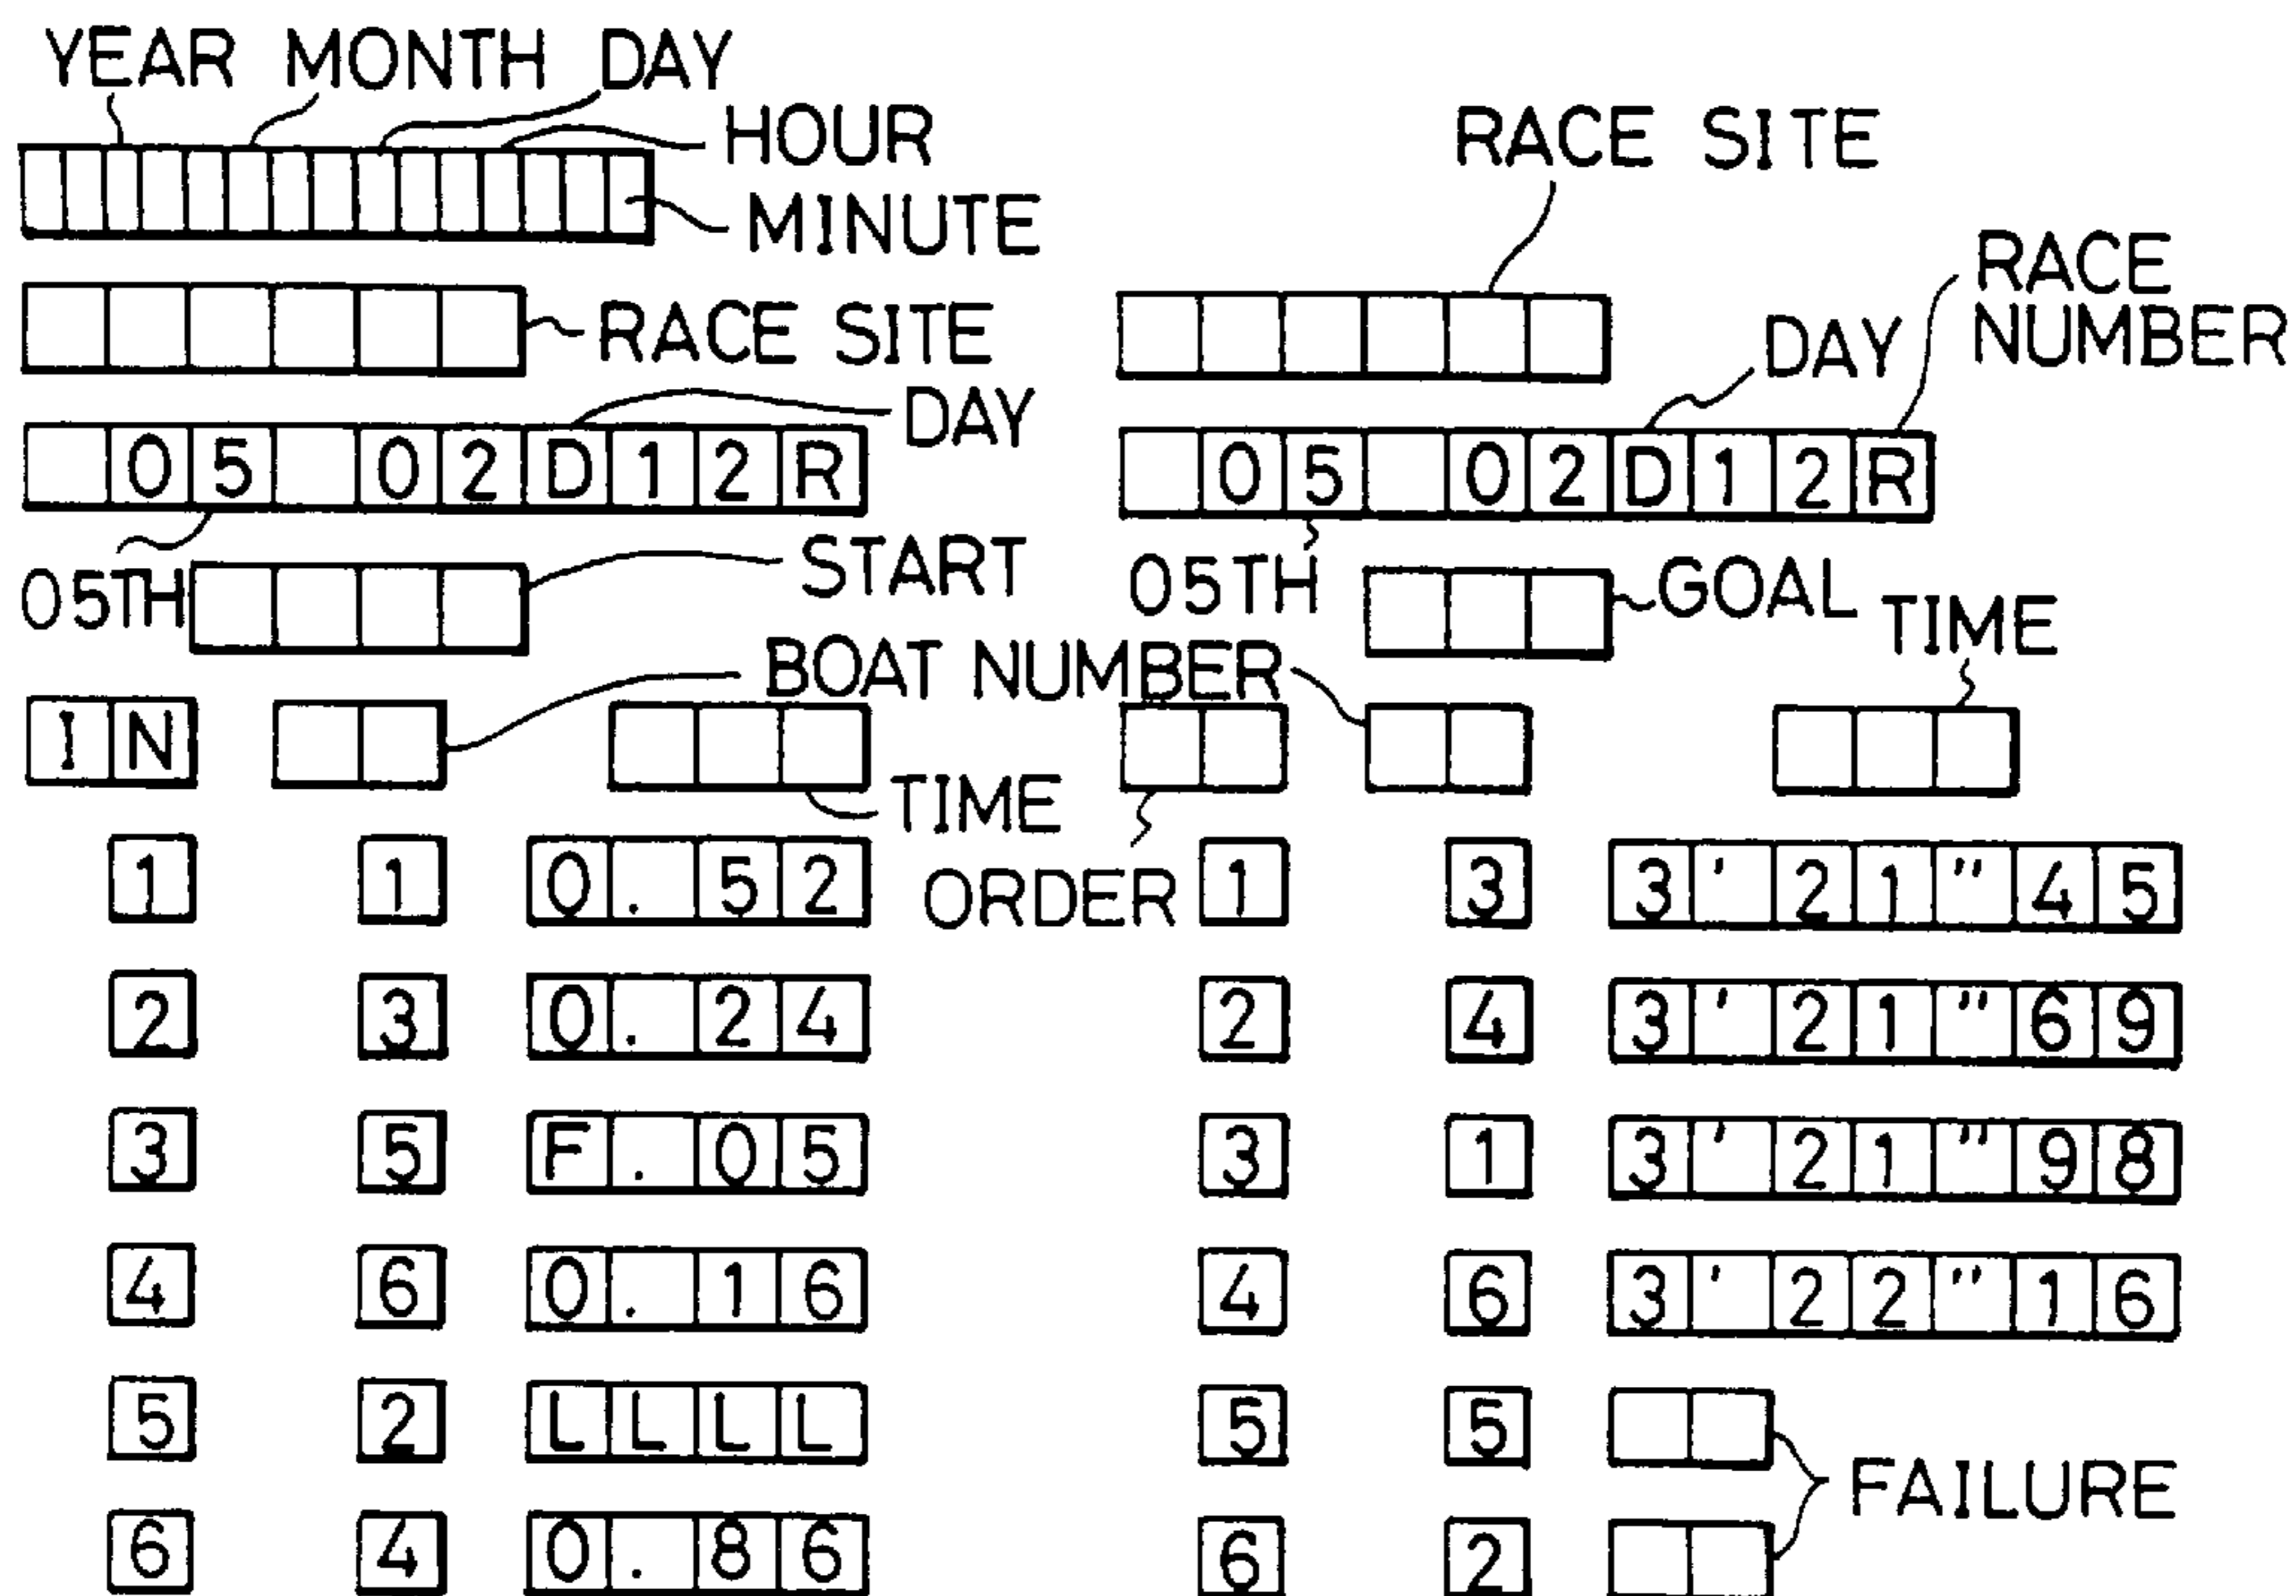 YEAR MONTH DAY
HOUR
MINUTE
RACE SITE
DAY
05 02D12R
05TH
START
IN
BOAT NUMBER
TIME
1 1 0.52
2 3 0.24
3 5 F.05
4 6 0.16
5 2 LLLL
6 4 0.86
RACE SITE
RACE
NUMBER
DAY
05 02D12R
05TH
GOAL
TIME
ORDER
1 3 3'21"45
2 4 3'21"69
3 1 3'21"98
4 6 3'22"16
5 5
6 2
FAILURE